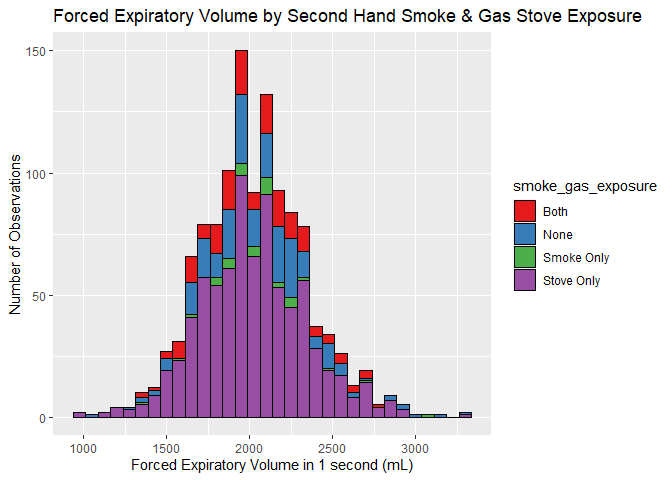 Forced Expiratory Volume by Second Hand Smoke & Gas Stove Exposure
150
100
50
0
Number of Observations
1000 1500 2000 2500 3000
Forced Expiratory Volume in 1 second (mL)
smoke_gas_exposure
Both
None
Smoke Only
Stove Only